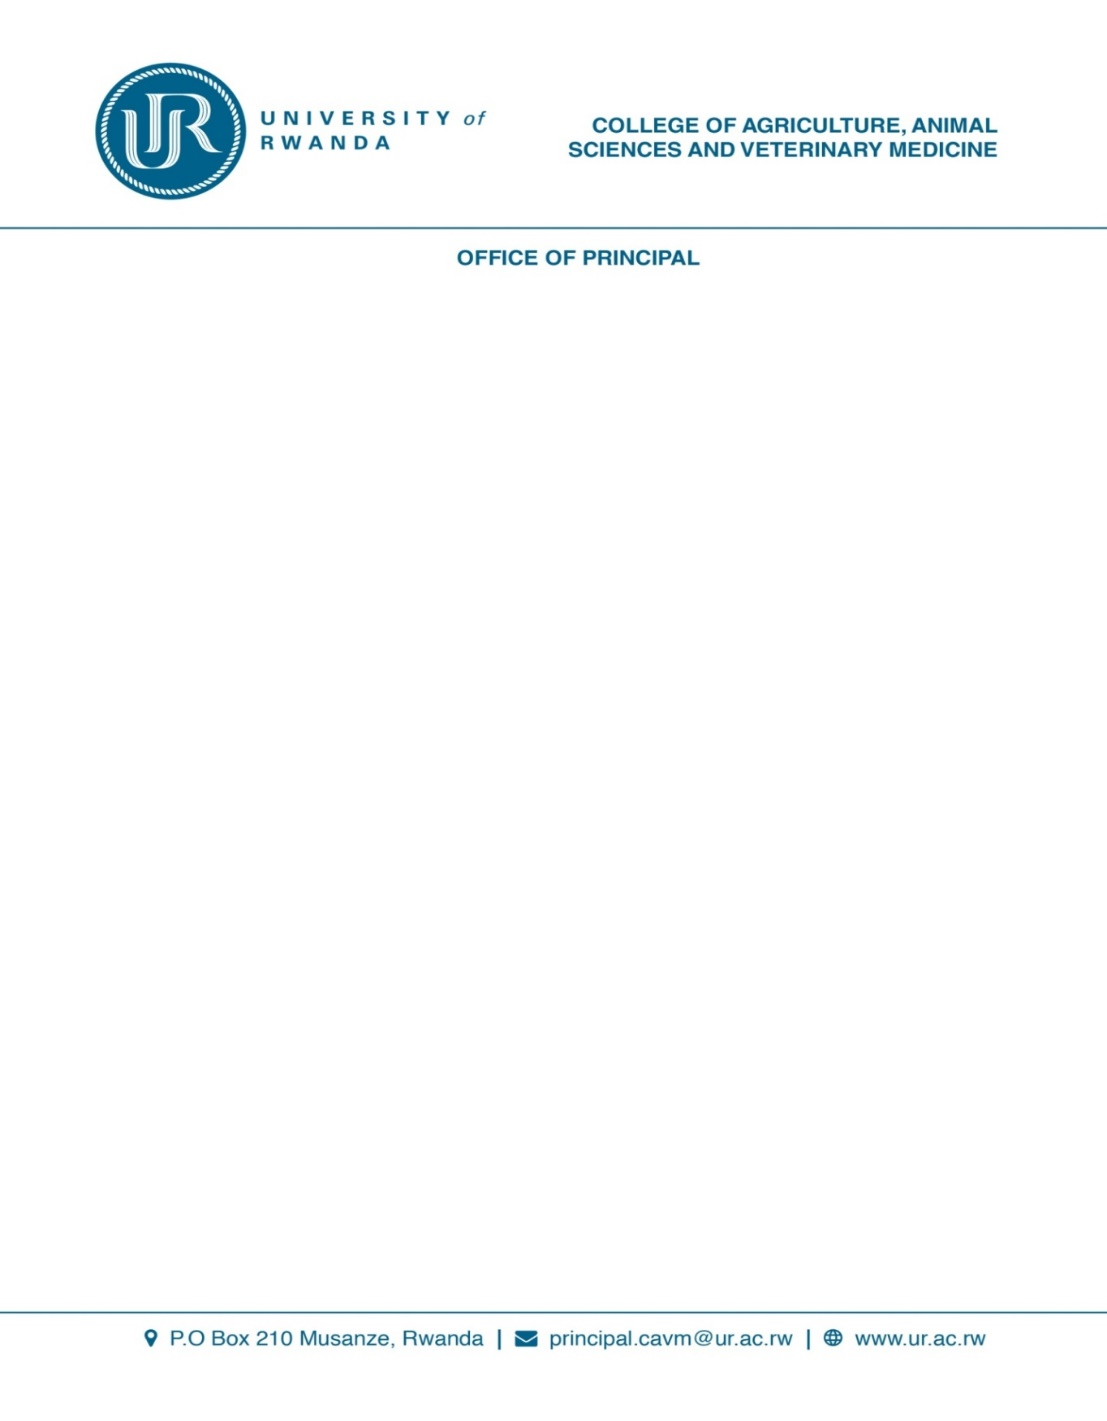 UR
UNIVERSITY of
RWANDA
COLLEGE OF AGRICULTURE, ANIMAL
SCIENCES AND VETERINARY MEDICINE
OFFICE OF PRINCIPAL
P.O Box 210 Musanze, Rwanda | principal.cavm@ur.ac.rw | www.ur.ac.rw